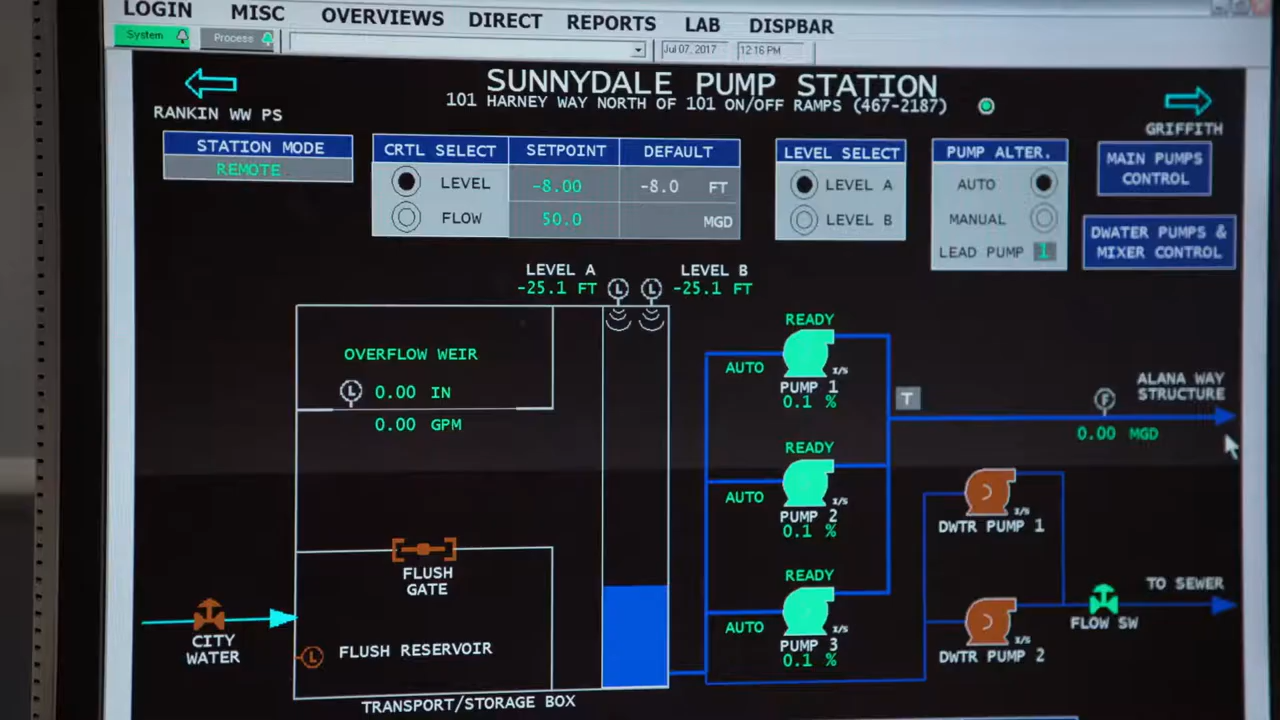 LOGIN MISC OVERVIEWS DIRECT REPORTS LAB DISPBAR
System Process Jul 07, 2017 12:16 PM
SUNNYDALE PUMP STATION
101 HARNEY WAY NORTH OF 101 ON/OFF RAMPS (467-2187)
RANKIN WW PS
GRIFFITH
STATION MODE
REMOTE
CRTL SELECT SETPOINT DEFAULT
LEVEL -8.00 -8.0 FT
FLOW 50.0 MGD
LEVEL SELECT
LEVEL A
LEVEL B
PUMP ALTER.
AUTO
MANUAL
LEAD PUMP 1
MAIN PUMPS
CONTROL
DWATER PUMPS &
MIXER CONTROL
LEVEL A
-25.1 FT
L
L
LEVEL B
-25.1 FT
OVERFLOW WEIR
L 0.00 IN
0.00 GPM
FLUSH
GATE
CITY
WATER
L FLUSH RESERVOIR
TRANSPORT/STORAGE BOX
READY
AUTO
I/S
PUMP 1
0.1 %
READY
AUTO
I/S
PUMP 2
0.1 %
READY
AUTO
I/S
PUMP 3
0.1 %
T
F
ALANA WAY
STRUCTURE
0.00 MGD
I/S
DWTR PUMP 1
I/S
DWTR PUMP 2
TO SEWER
FLOW SW